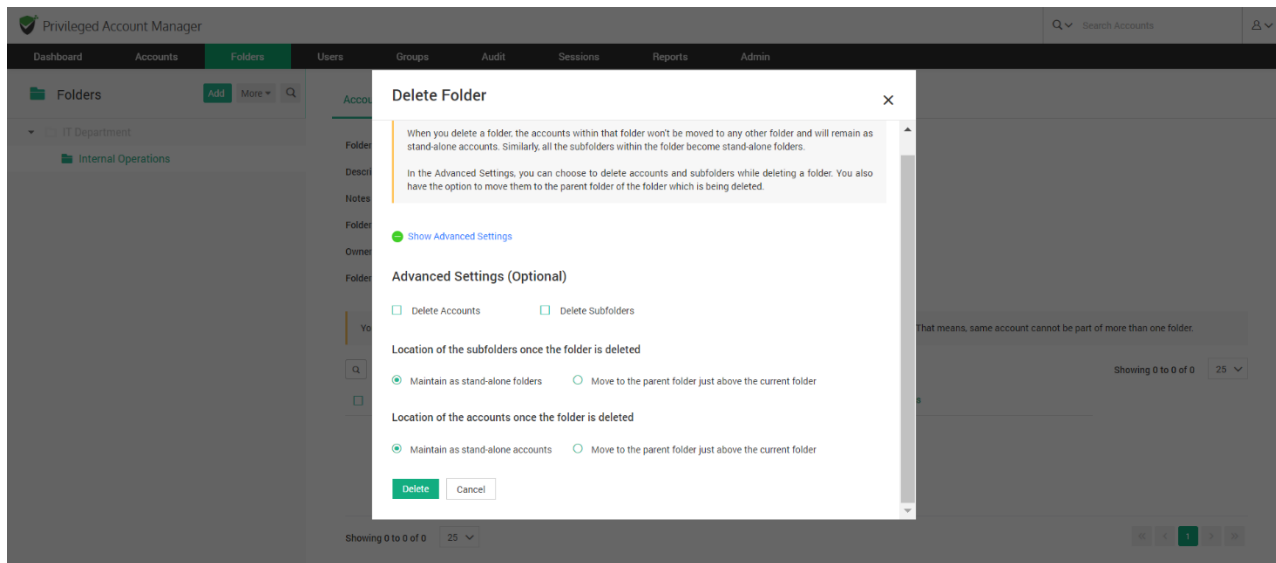 Privileged Account Manager
Search Accounts
Dashboard Accounts Folders Users Groups Audit Sessions Reports Admin
Folders
Add More
IT Department
Internal Operations
Accou
Folder
Descri
Notes
Folder
Owner
Folder
Yo
That means, same account cannot be part of more than one folder.
Showing 0 to 0 of 0 25
s
Showing 0 to 0 of 0 25
1
Delete Folder
When you delete a folder, the accounts within that folder won't be moved to any other folder and will remain as
stand-alone accounts. Similarly, all the subfolders within the folder become stand-alone folders.
In the Advanced Settings, you can choose to delete accounts and subfolders while deleting a folder. You also
have the option to move them to the parent folder of the folder which is being deleted.
Show Advanced Settings
Advanced Settings (Optional)
Delete Accounts Delete Subfolders
Location of the subfolders once the folder is deleted
Maintain as stand-alone folders Move to the parent folder just above the current folder
Location of the accounts once the folder is deleted
Maintain as stand-alone accounts Move to the parent folder just above the current folder
Delete Cancel